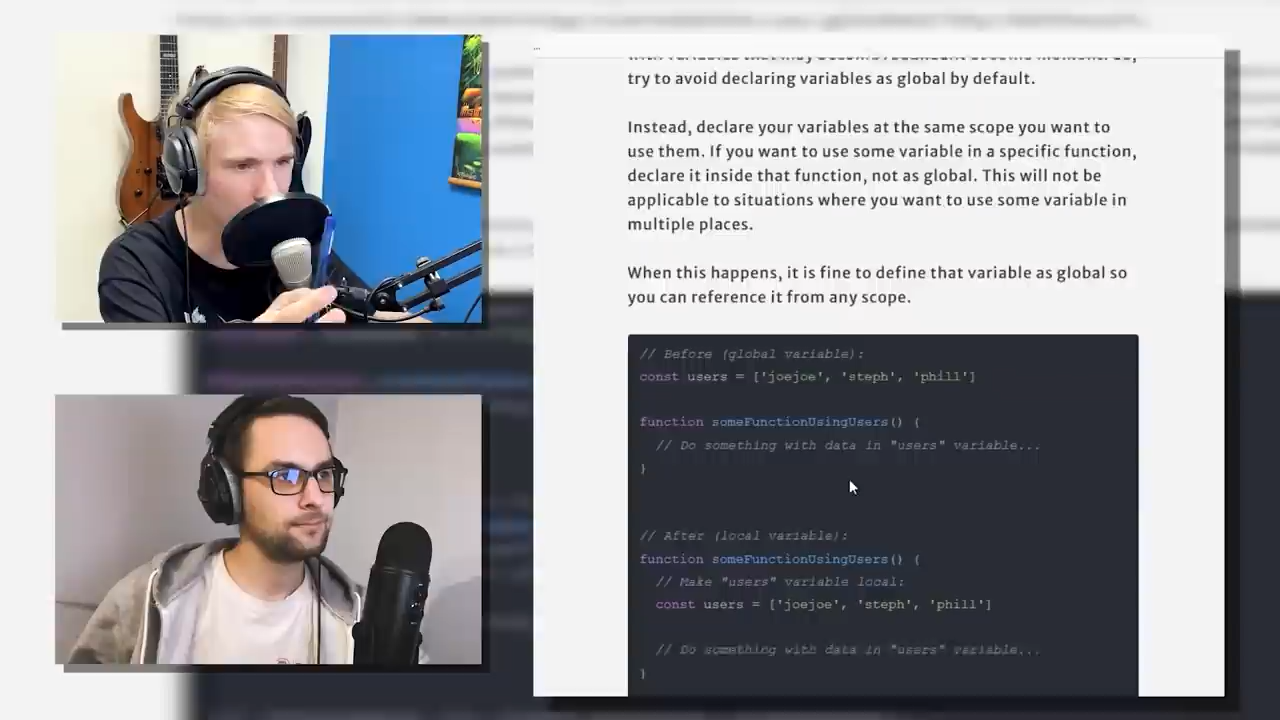 try to avoid declaring variables as global by default.
Instead, declare your variables at the same scope you want to
use them. If you want to use some variable in a specific function,
declare it inside that function, not as global. This will not be
applicable to situations where you want to use some variable in
multiple places.
When this happens, it is fine to define that variable as global so
you can reference it from any scope.
// Before (global variable):
const users = ['joejoe', 'steph', 'phill']
function someFunctionUsingUsers() {
// Do something with data in "users" variable...
}
// After (local variable):
function someFunctionUsingUsers() {
// Make "users" variable local:
const users = ['joejoe', 'steph', 'phill']
// Do something with data in "users" variable...
}